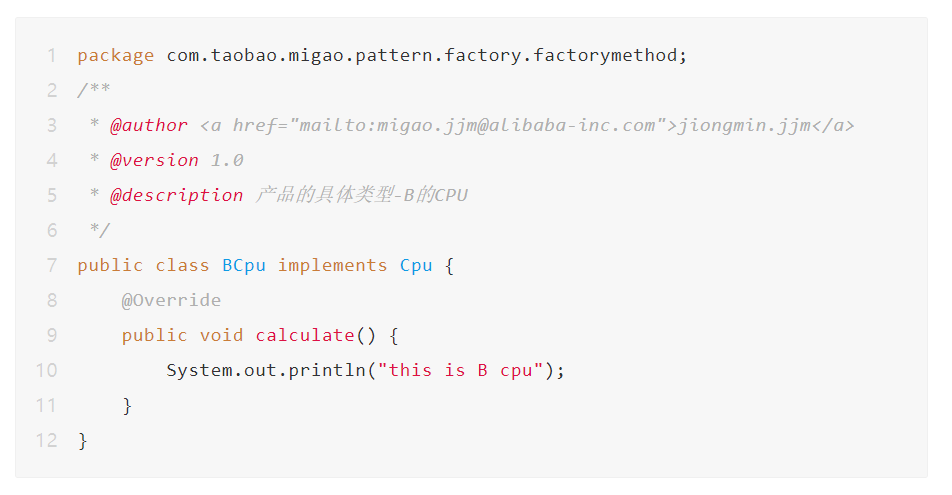 1 package com.taobao.migao.pattern.factory.factorymethod;
2 /**
3  * @author <a href="mailto:migao.jjm@alibaba-inc.com">jiongmin.jjm</a>
4  * @version 1.0
5  * @description 产品的具体类型-B的CPU
6  */
7 public class BCpu implements Cpu {
8     @Override
9     public void calculate() {
10         System.out.println("this is B cpu");
11     }
12 }